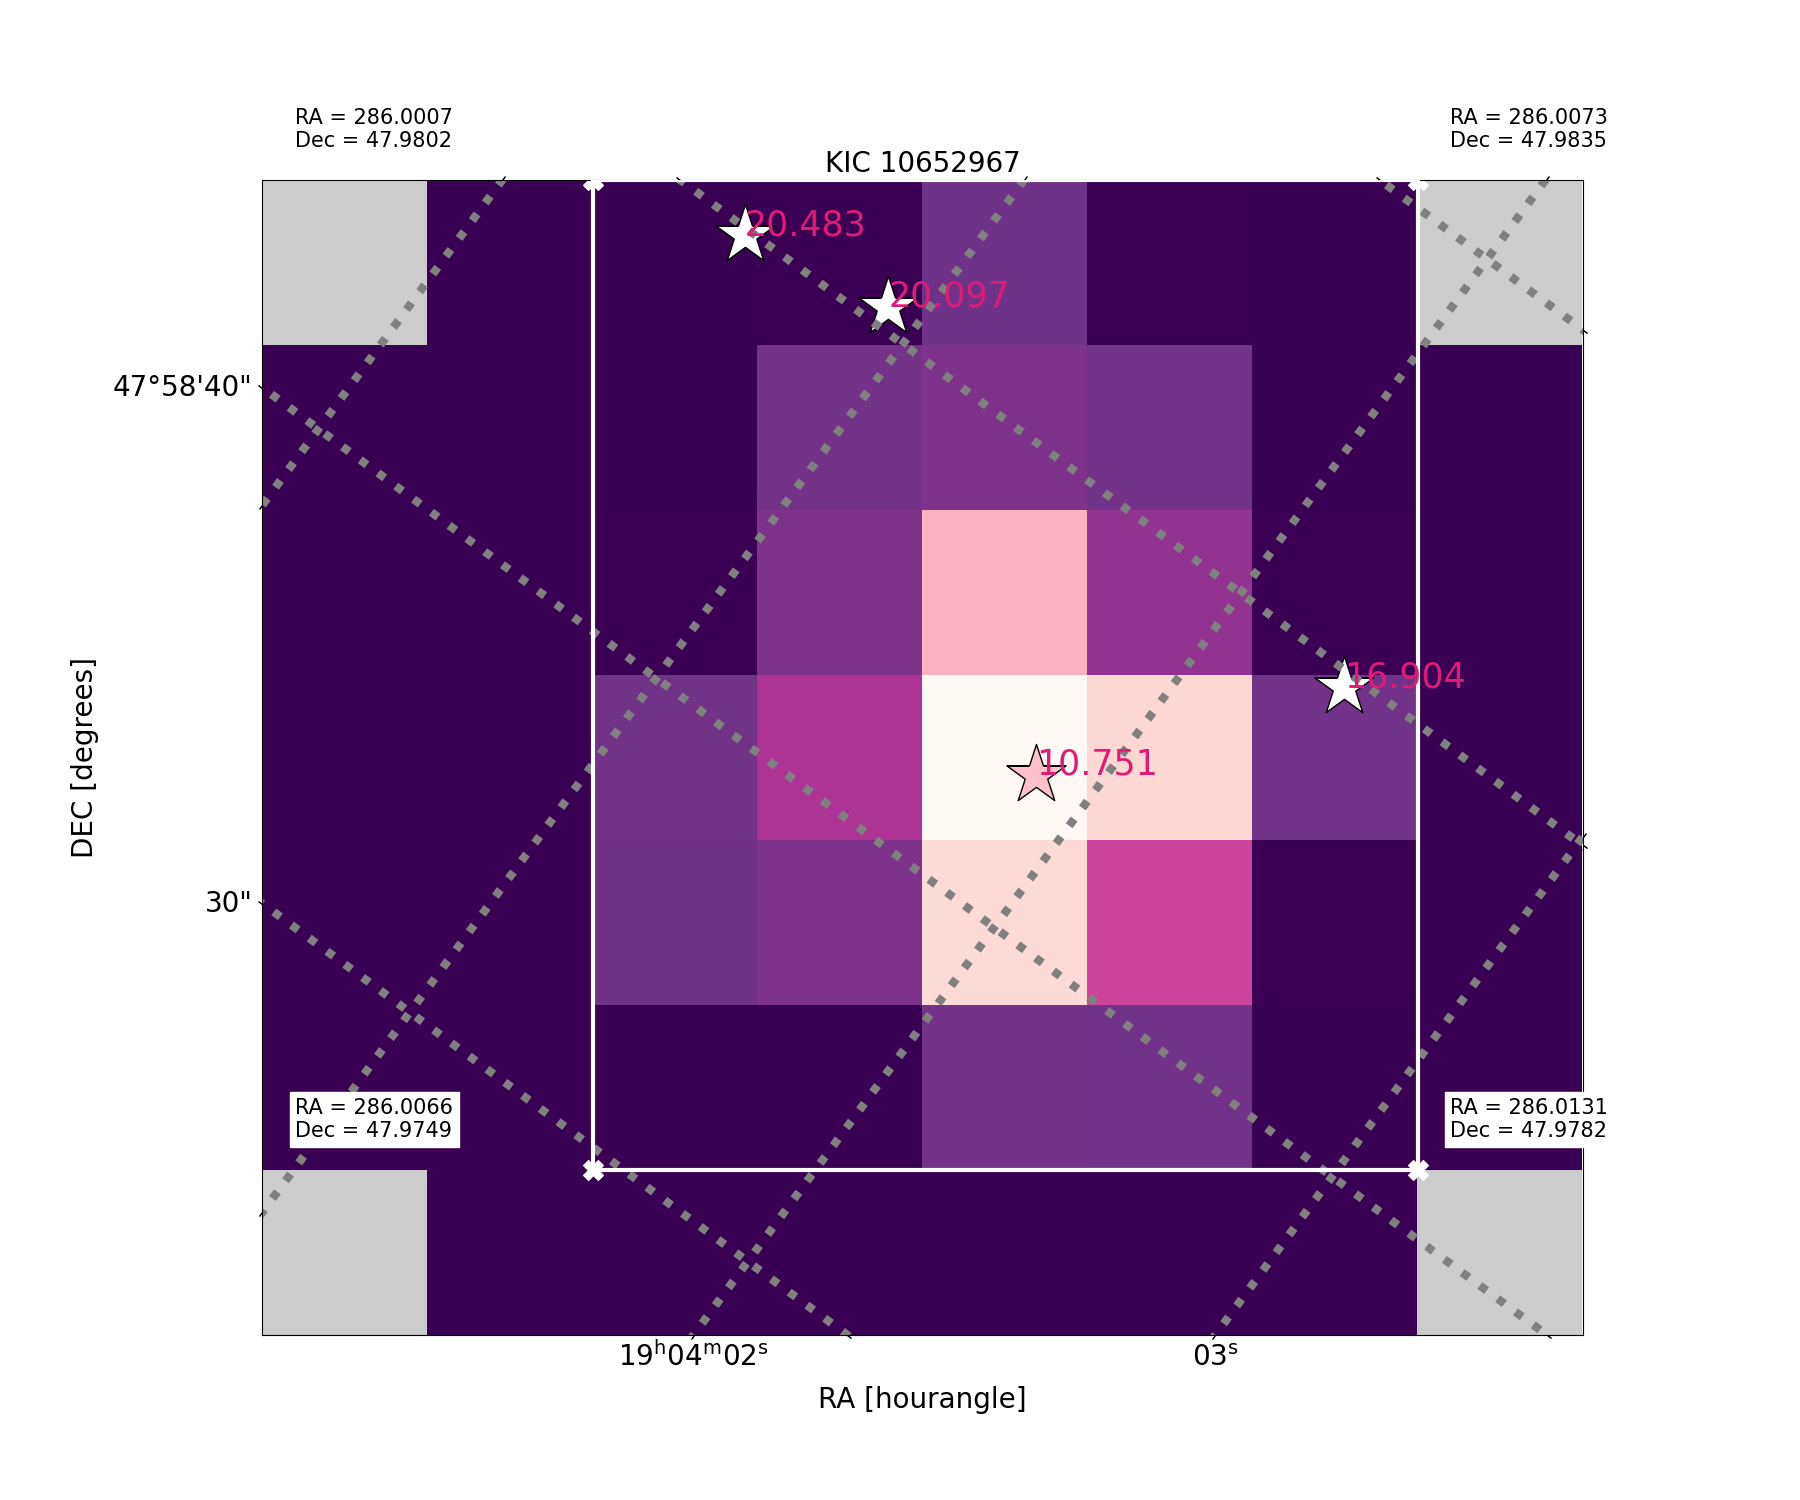 RA = 286.0007
Dec = 47.9802
RA = 286.0073
Dec = 47.9835
KIC 10652967
20.483
20.097
47°58'40"
16.904
10.751
DEC [degrees]
30"
RA = 286.0066
Dec = 47.9749
RA = 286.0131
Dec = 47.9782
19ʰ04ᵐ02ˢ
03ˢ
RA [hourangle]